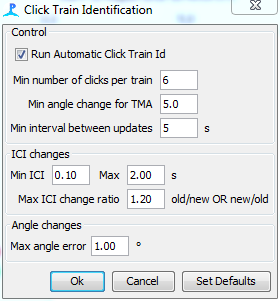 Click Train Identification
Control
Run Automatic Click Train Id
Min number of clicks per train 6
Min angle change for TMA 5.0
Min interval between updates 5 s
ICI changes
Min ICI 0.10 Max 2.00 s
Max ICI change ratio 1.20 old/new OR new/old
Angle changes
Max angle error 1.00 °
Ok Cancel Set Defaults